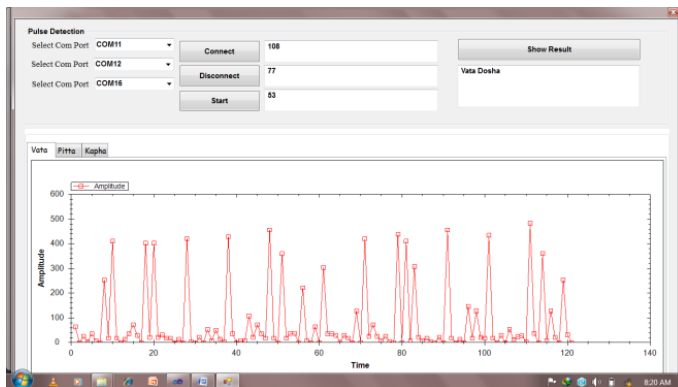 Pulse Detection
Select Com Port COM11 Connect 108 Show Result
Select Com Port COM12 Disconnect 77 Vata Dosha
Select Com Port COM16 Start 53
Vata Pitta Kapha
Amplitude
600
500
400
300
200
100
0
Amplitude
0 20 40 60 80 100 120 140
Time
8:20 AM